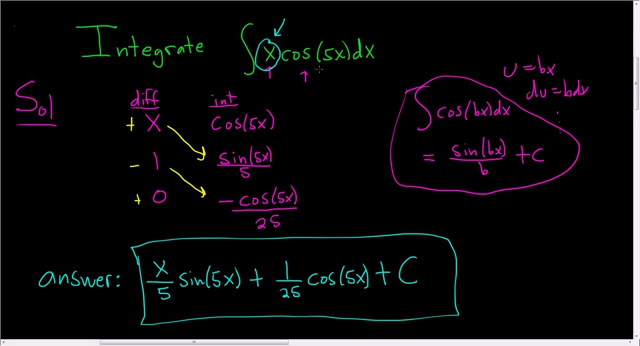 Integrate ∫ x cos(5x)dx
Sol
diff int
+ x cos(5x)
- 1 sin(5x)/5
+ 0 -cos(5x)/25
u = bx
du = bdx
∫ cos(bx)dx
= sin(bx)/b + C
answer: x/5 sin(5x) + 1/25 cos(5x) + C